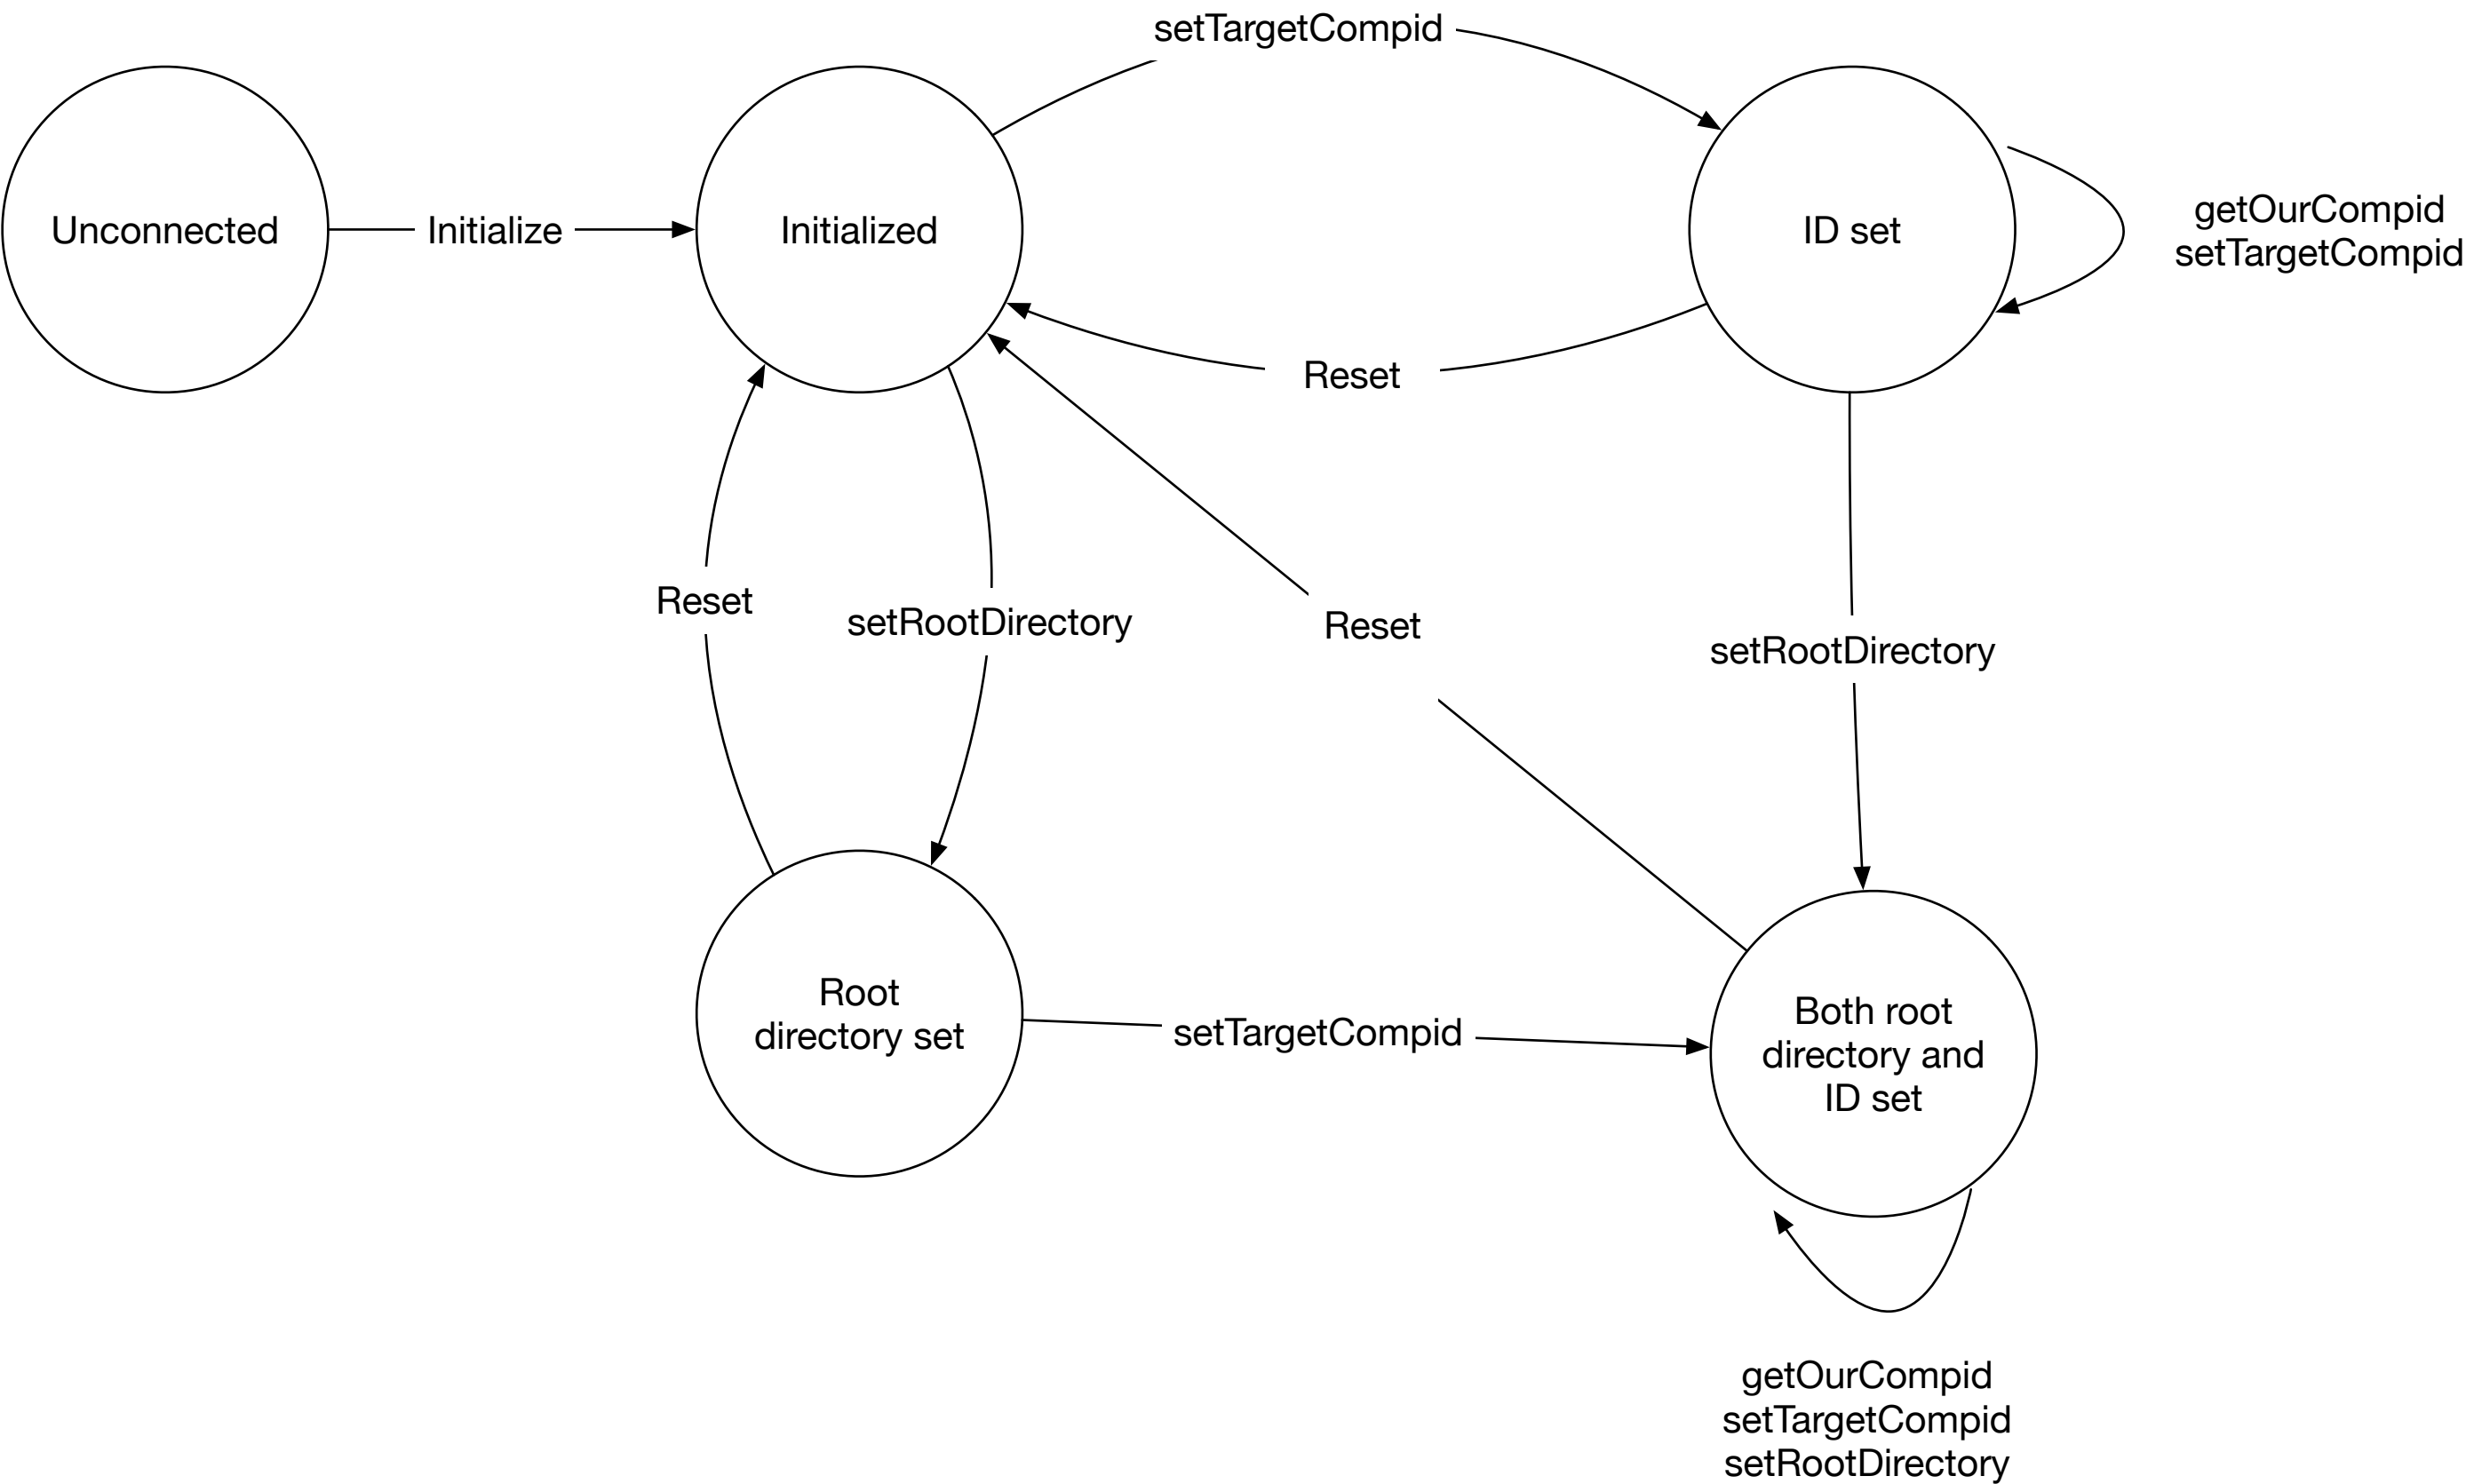 setTargetCompid
Unconnected
Initialize
Initialized
ID set
getOurCompid
setTargetCompid
Reset
Reset
setRootDirectory
Reset
setRootDirectory
Root
directory set
setTargetCompid
Both root
directory and
ID set
getOurCompid
setTargetCompid
setRootDirectory